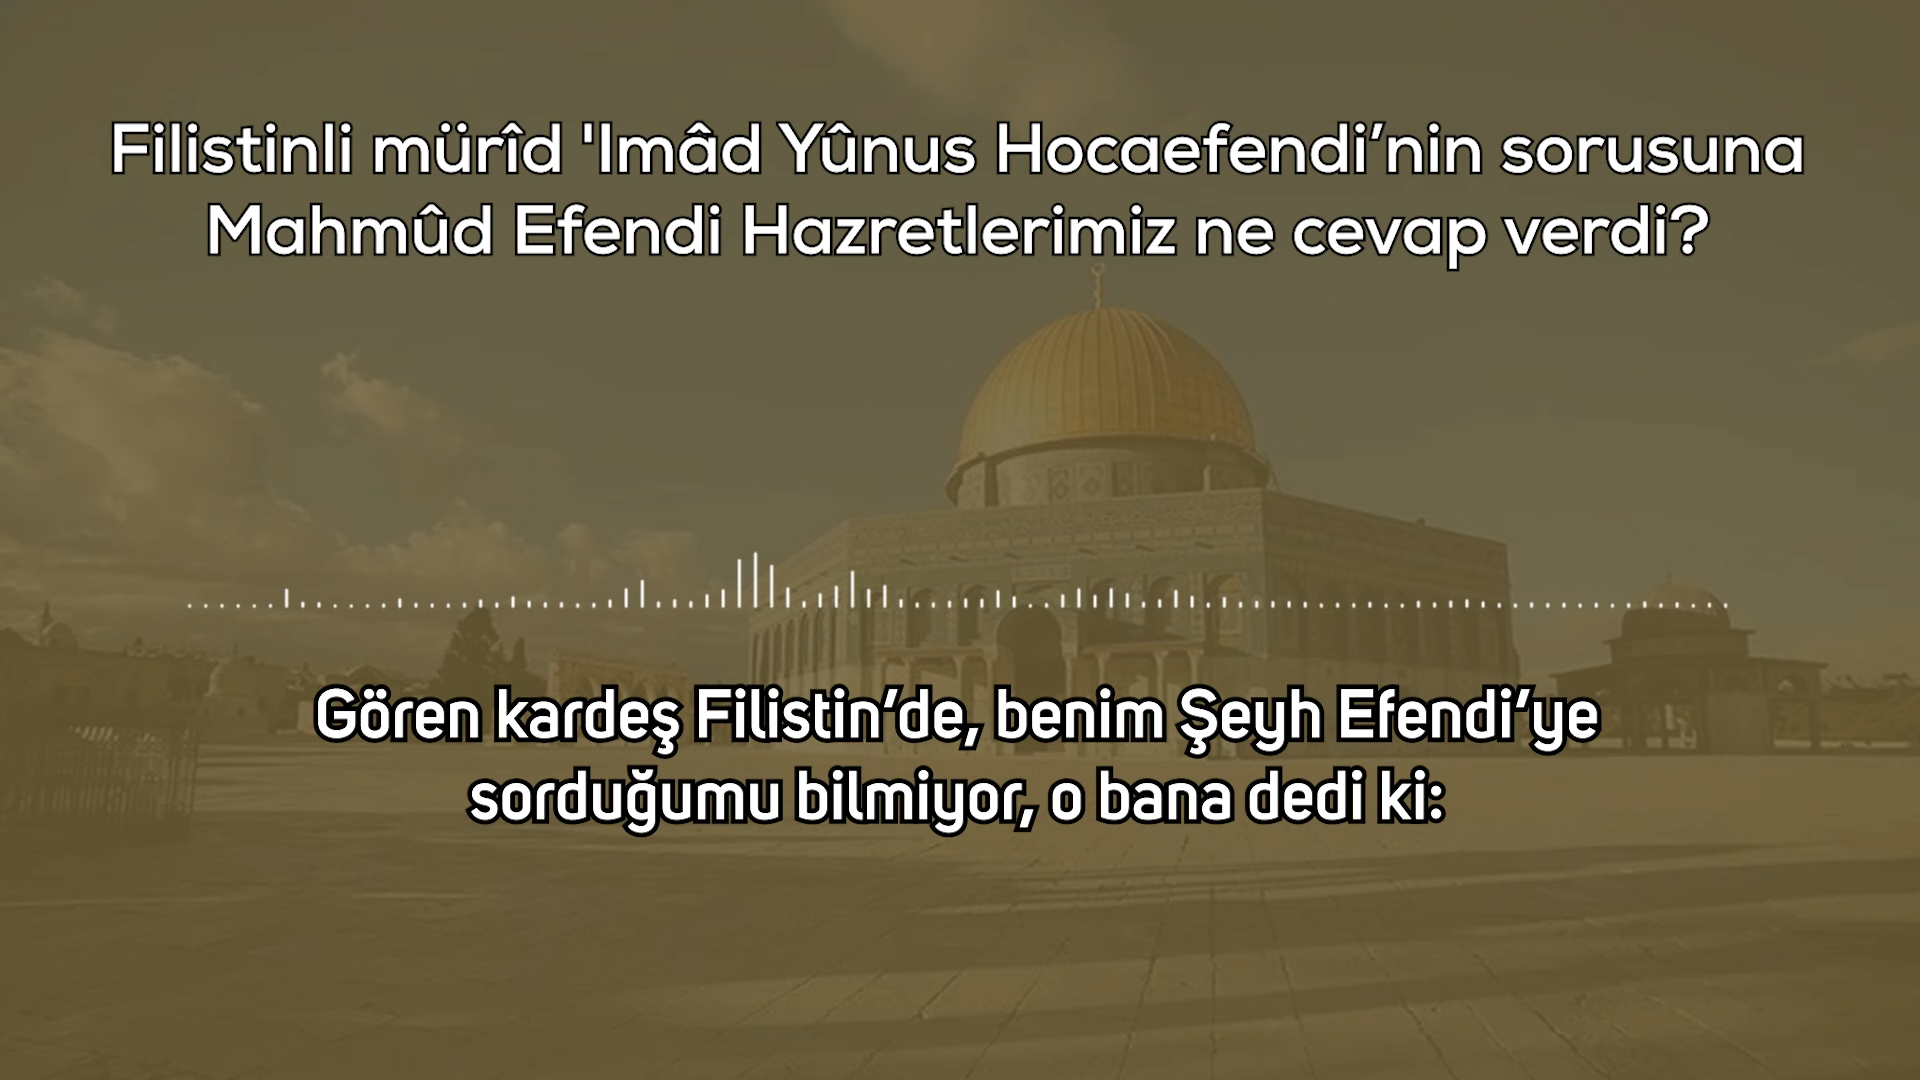 Filistinli mürîd 'Imâd Yûnus Hocaefendi’nin sorusuna
Mahmûd Efendi Hazretlerimiz ne cevap verdi?
Gören kardeş Filistin’de, benim Şeyh Efendi’ye
sorduğumu bilmiyor, o bana dedi ki: